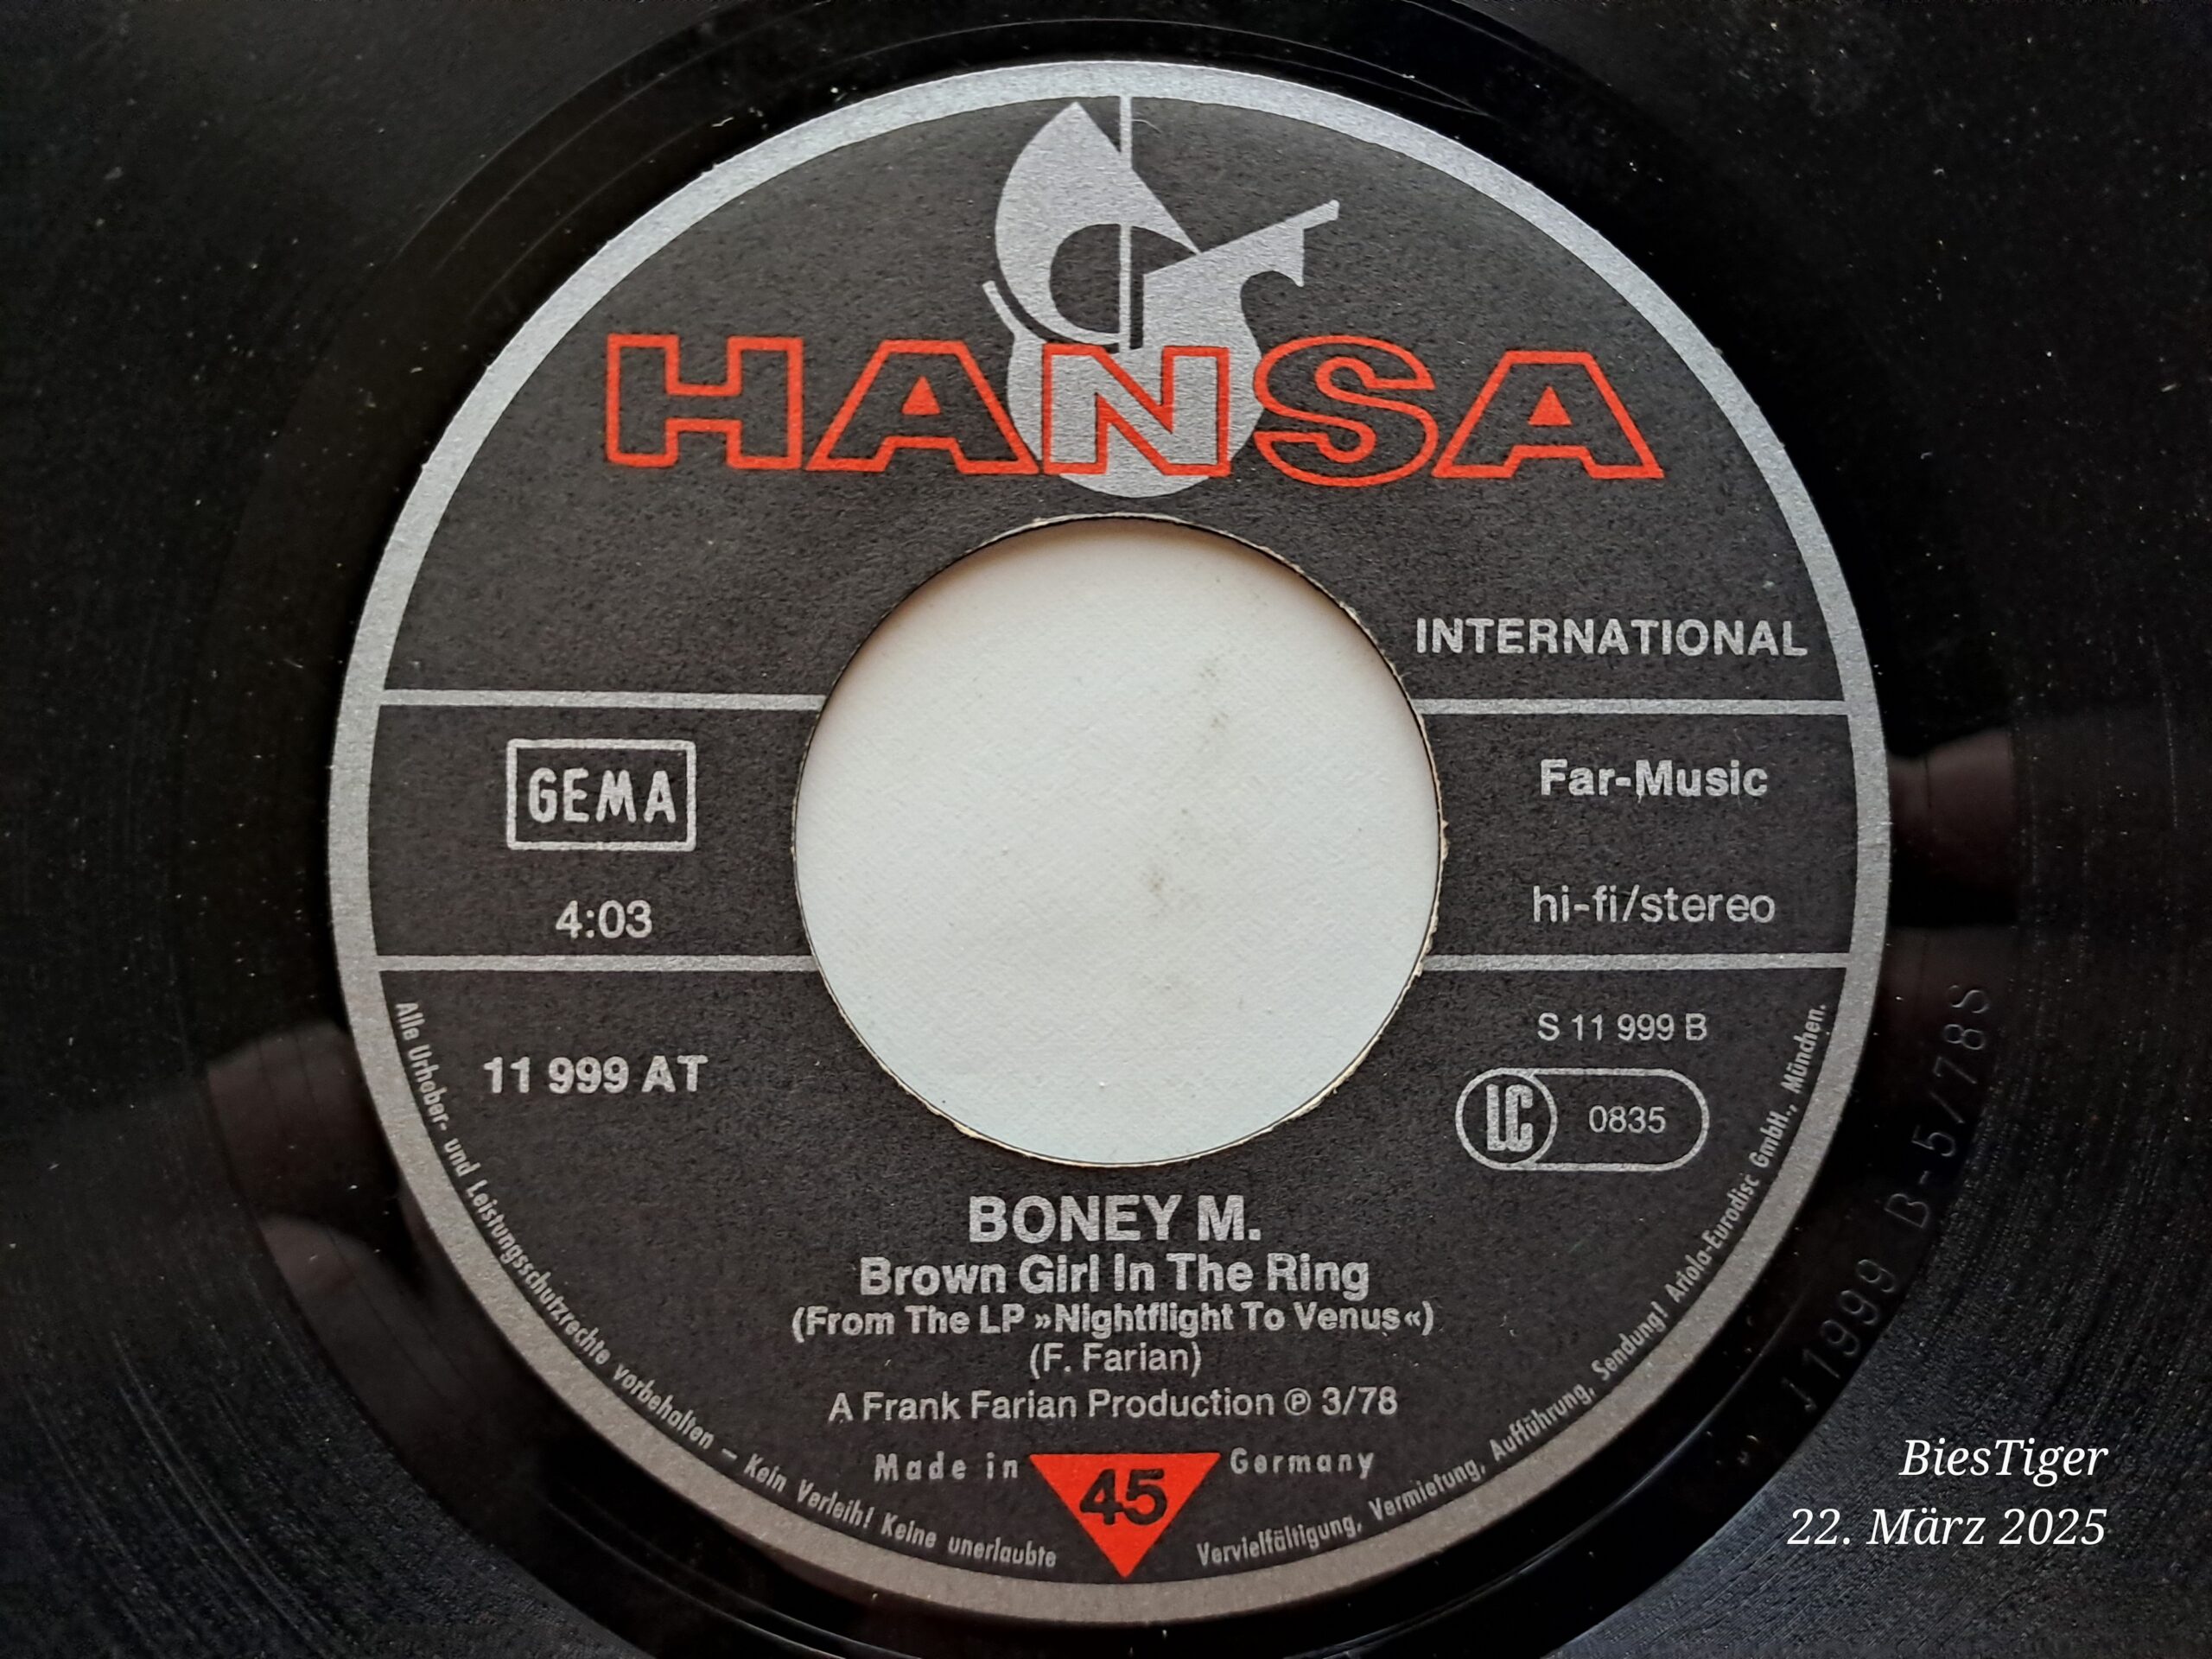 HANSA
INTERNATIONAL
GEMA
Far-Music
4:03
hi-fi/stereo
11 999 AT
S 11 999 B
LC 0835
BONEY M.
Brown Girl In The Ring
(From The LP »Nightflight To Venus«)
(F. Farian)
A Frank Farian Production ℗ 3/78
Made in 45 Germany
Alle Urheber- und Leistungsschutzrechte vorbehalten – Kein Verleih! Keine unerlaubte Vervielfältigung, Vermietung, Aufführung, Sendung! Ariola-Eurodisc GmbH., München.
11999 B-5/78S
BiesTiger
22. März 2025